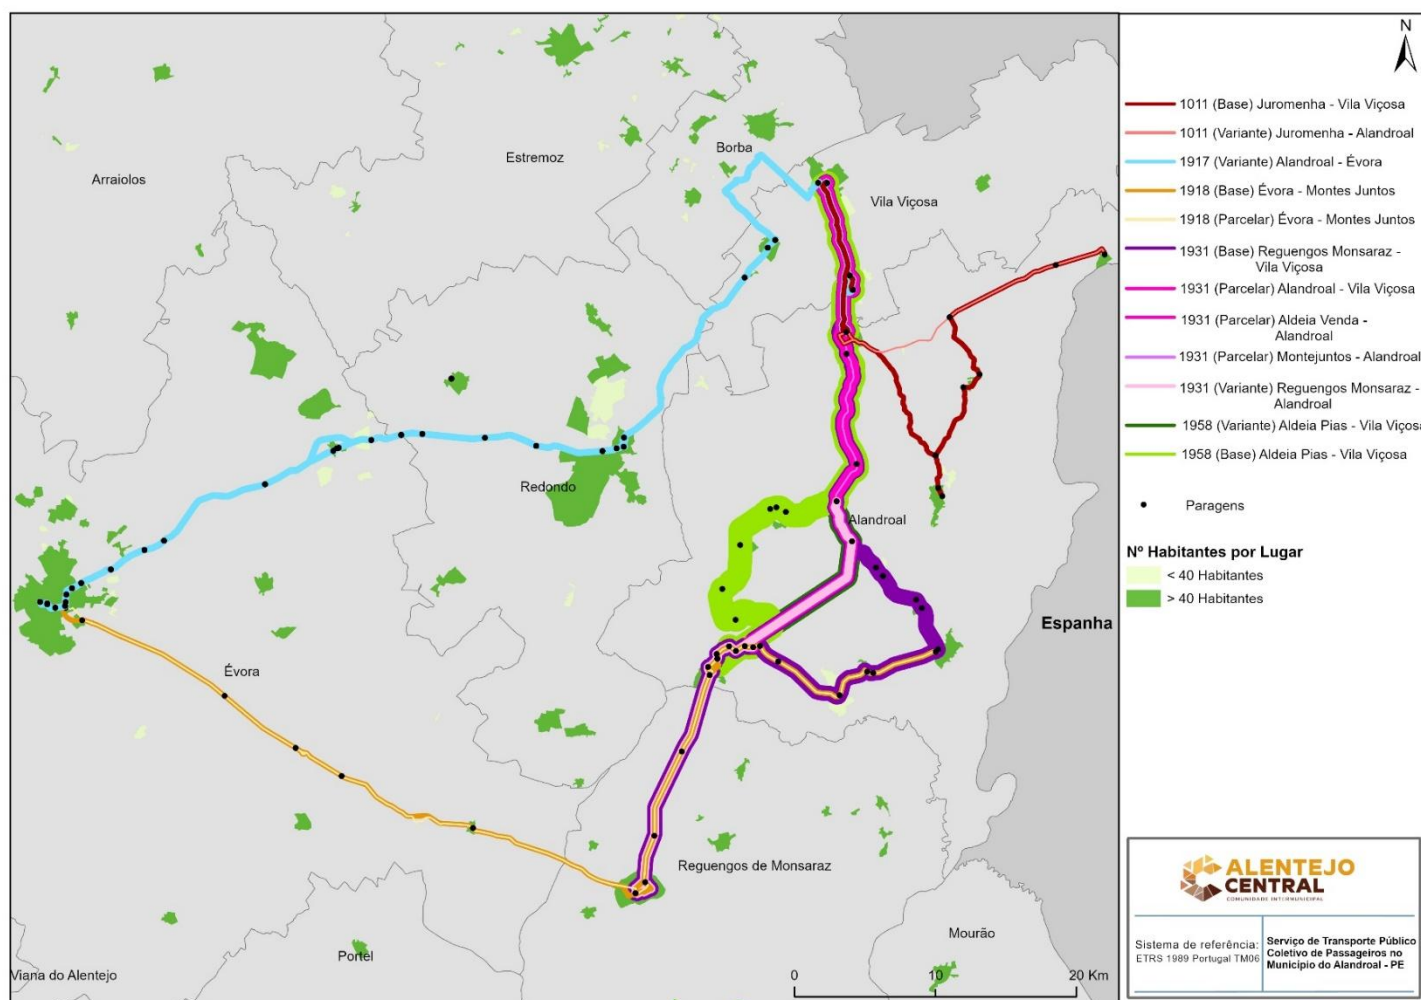 N
1011 (Base) Juromenha - Vila Viçosa
1011 (Variante) Juromenha - Alandroal
1917 (Variante) Alandroal - Évora
1918 (Base) Évora - Montes Juntos
1918 (Parcelar) Évora - Montes Juntos
1931 (Base) Reguengos Monsaraz -
Vila Viçosa
1931 (Parcelar) Alandroal - Vila Viçosa
1931 (Parcelar) Aldeia Venda -
Alandroal
1931 (Parcelar) Montejuntos - Alandroal
1931 (Variante) Reguengos Monsaraz -
Alandroal
1958 (Variante) Aldeia Pias - Vila Viçosa
1958 (Base) Aldeia Pias - Vila Viçosa
Paragens
Nº Habitantes por Lugar
< 40 Habitantes
> 40 Habitantes
Borba
Estremoz
Arraiolos
Vila Viçosa
Redondo
Alandroal
Espanha
Évora
Reguengos de Monsaraz
Mourão
Portel
Viana do Alentejo
0 10 20 Km
ALENTEJO
CENTRAL
COMUNIDADE INTERMUNICIPAL
Sistema de referência:
ETRS 1989 Portugal TM06
Serviço de Transporte Público
Coletivo de Passageiros no
Município do Alandroal - PE